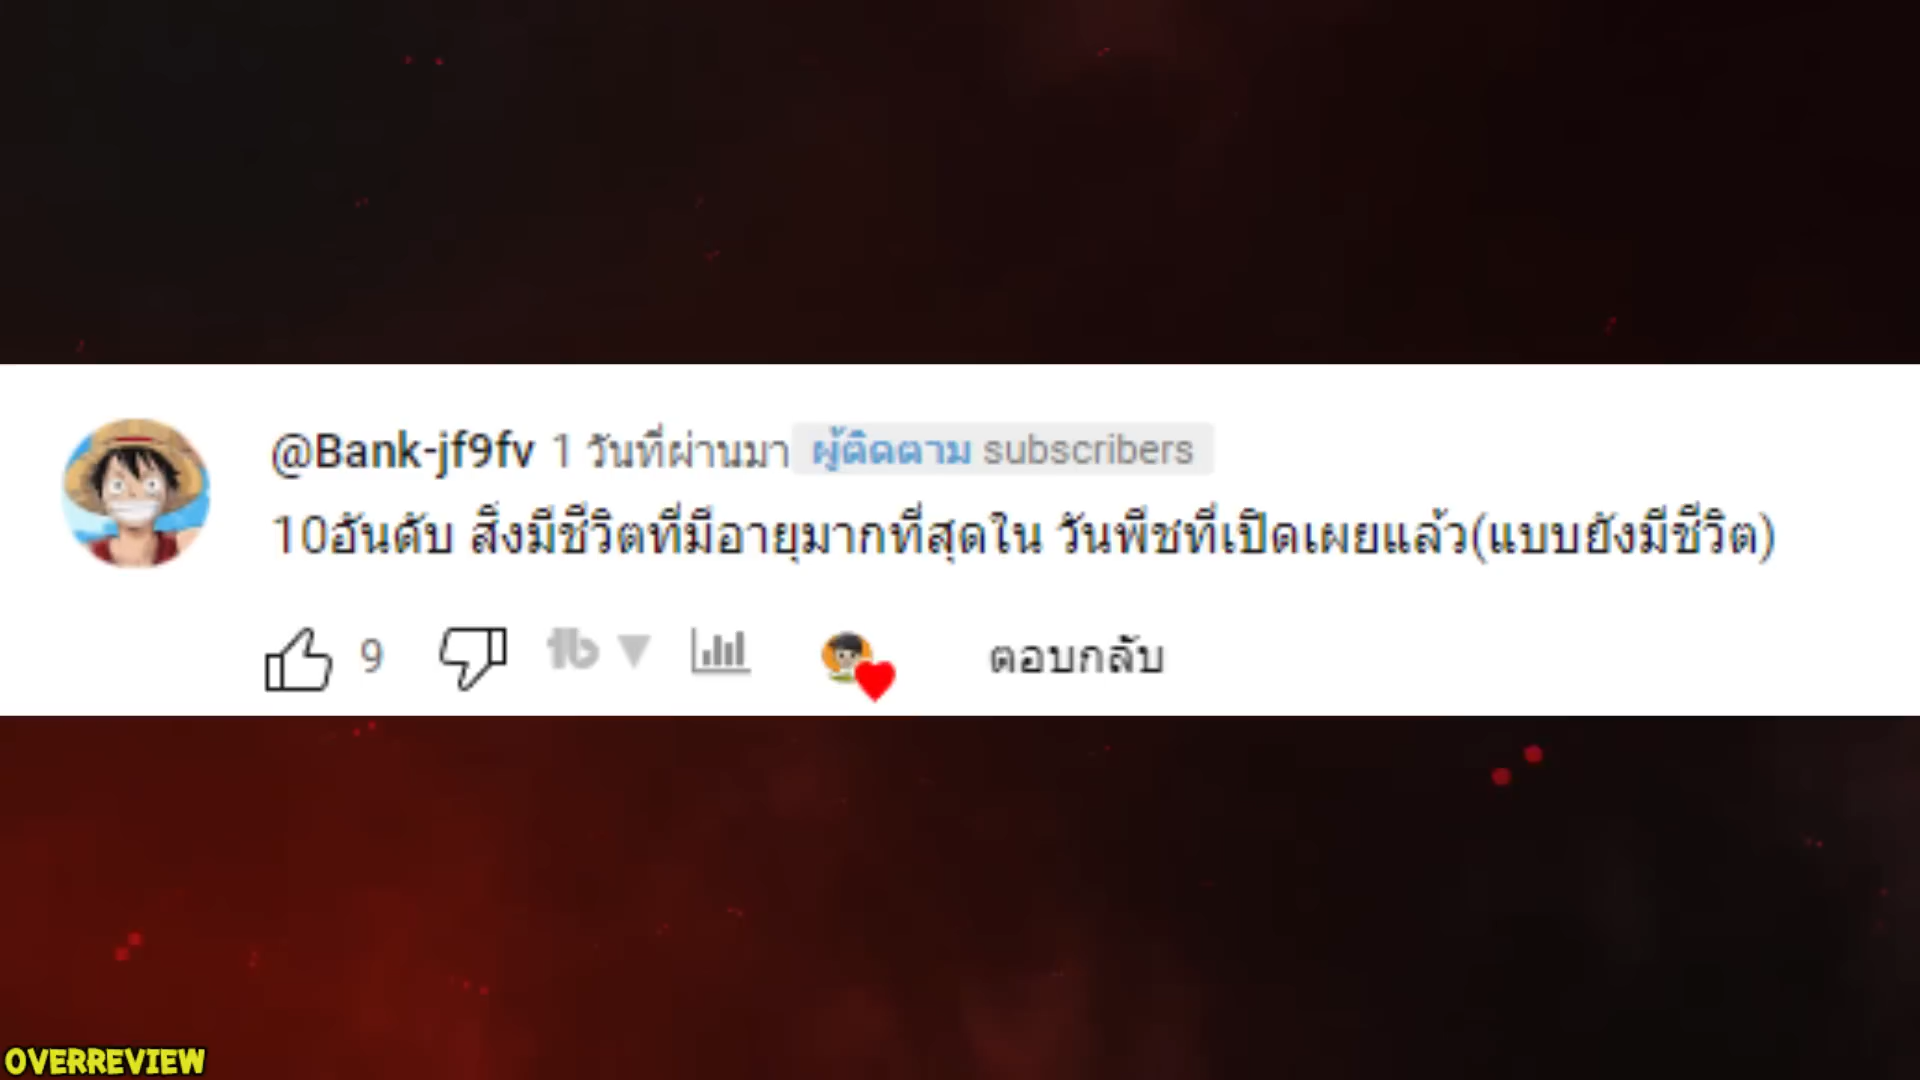 @Bank-jf9fv 1 วันที่ผ่านมา ผู้ติดตาม subscribers
10อันดับ สิ่งมีชีวิตที่มีอายุมากที่สุดใน วันพีชที่เปิดเผยแล้ว(แบบยังมีชีวิต)
9 tb ตอบกลับ
OVERREVIEW